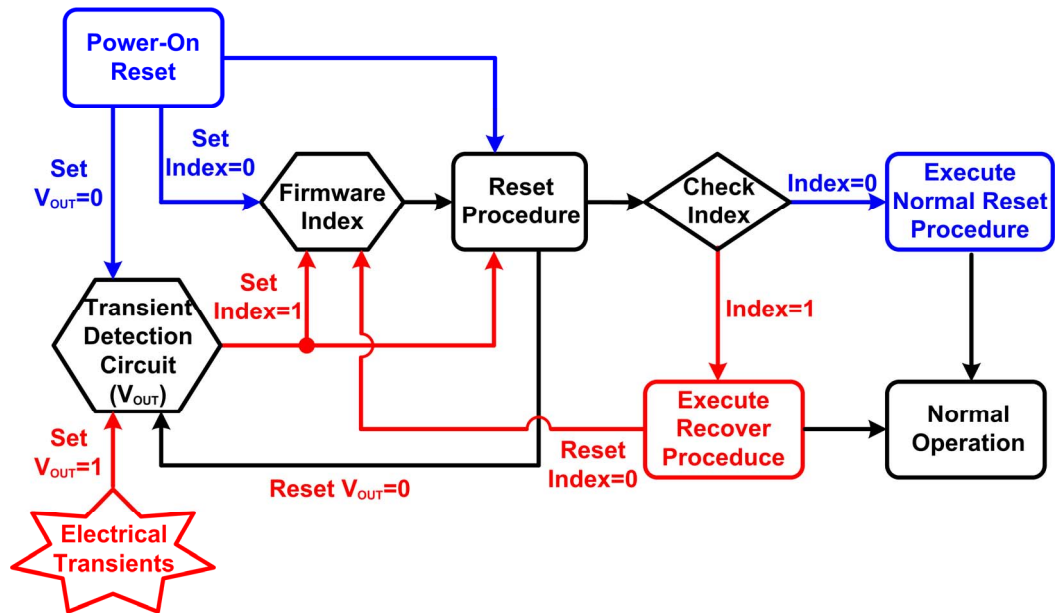 Power-On
Reset
Set
Index=0
Set
VOUT=0
Firmware
Index
Reset
Procedure
Check
Index
Index=0
Execute
Normal Reset
Procedure
Transient
Detection
Circuit
(VOUT)
Set
Index=1
Index=1
Set
VOUT=1
Reset VOUT=0
Reset
Index=0
Execute
Recover
Proceduce
Normal
Operation
Electrical
Transients